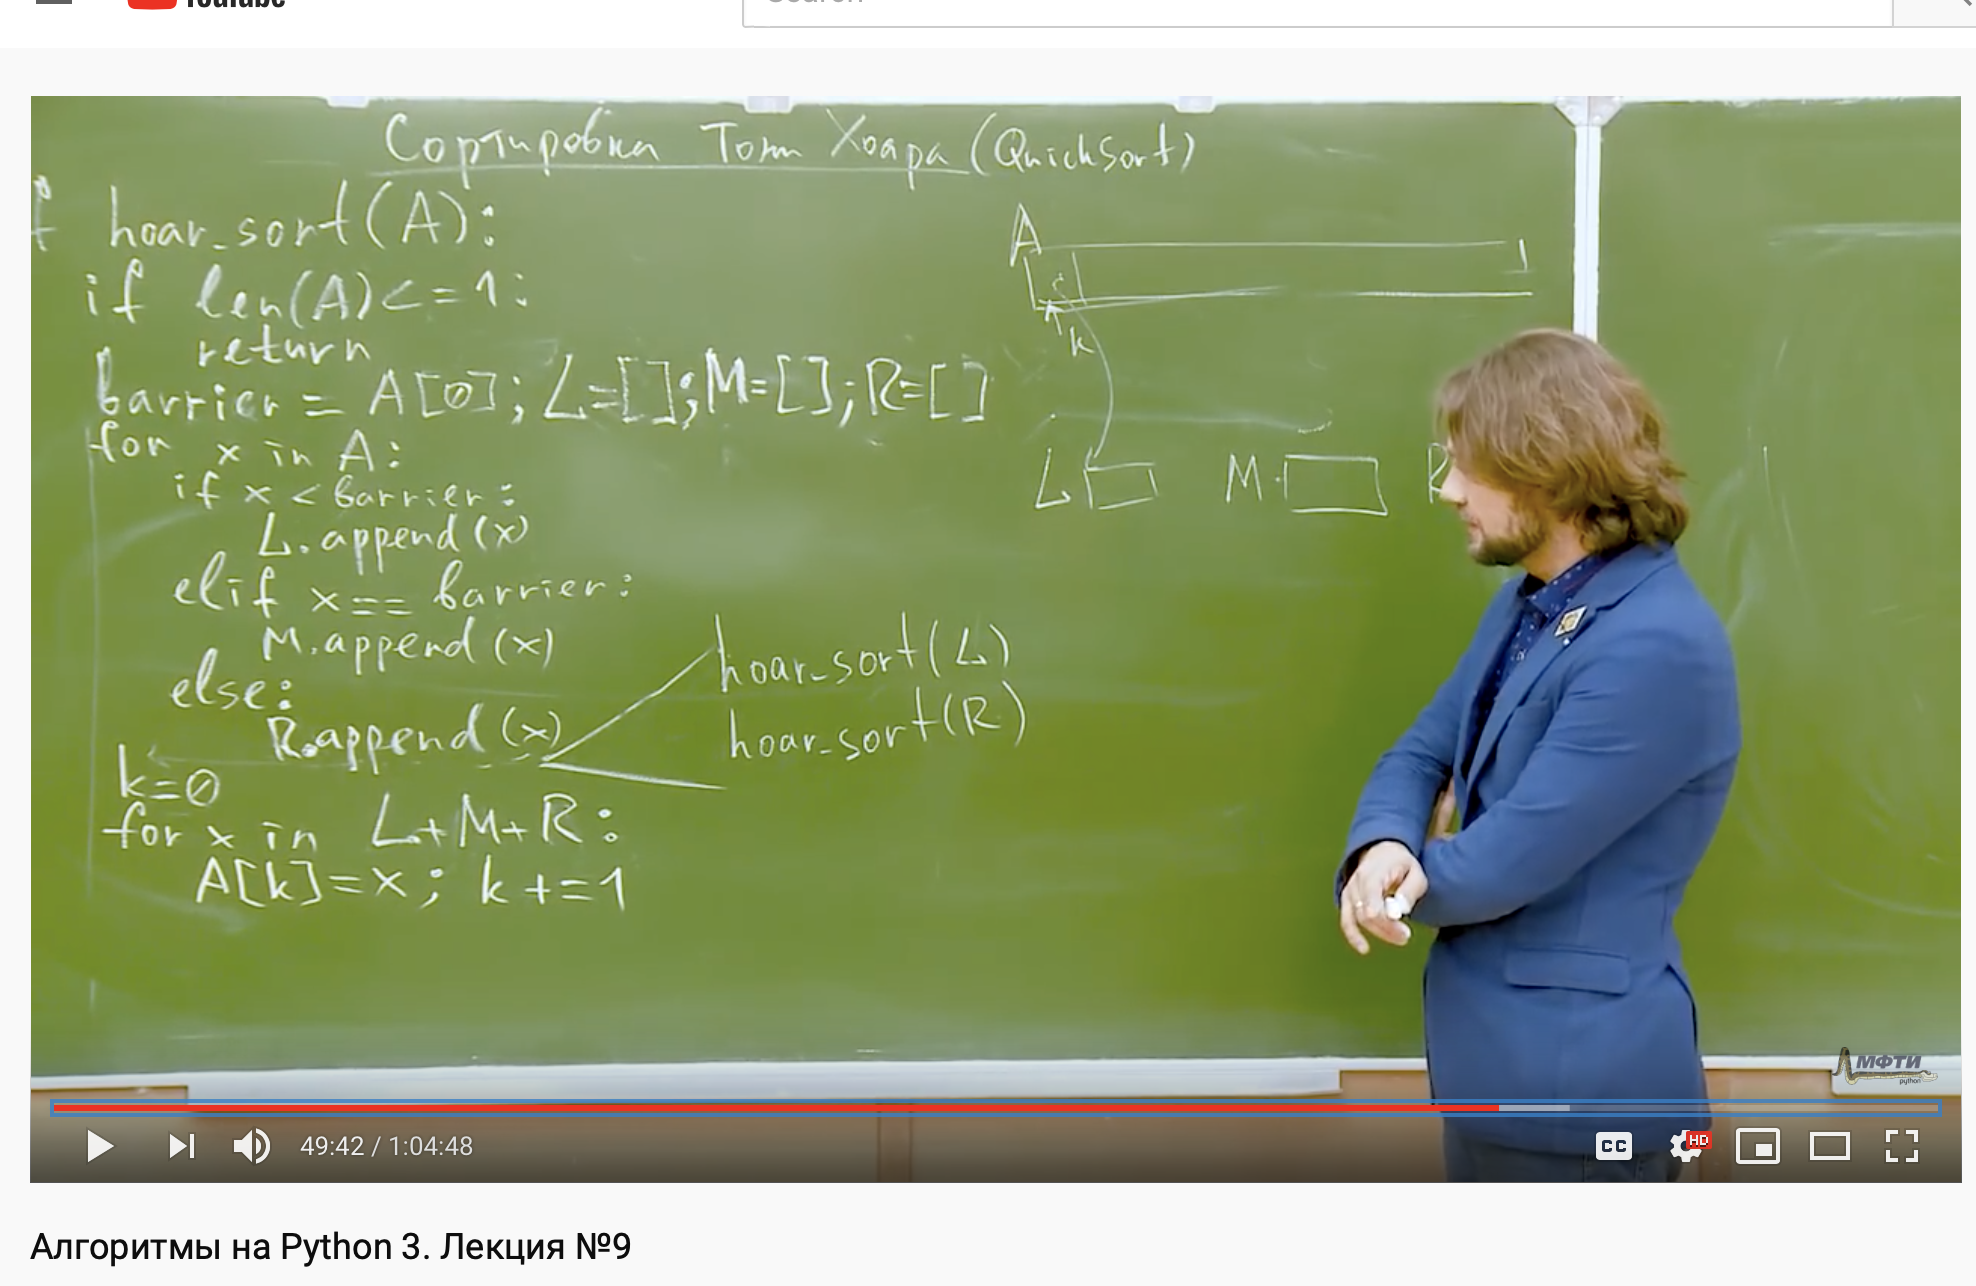 YouTube
Search
Сортировка Тони Хоара (QuickSort)
f hoar_sort(A):
if len(A)<=1:
return
barrier = A[0]; L=[]; M=[]; R=[]
for x in A:
if x < barrier:
L.append(x)
elif x == barrier:
M.append(x)
else:
R.append(x)
hoar_sort(L)
hoar_sort(R)
k=0
for x in L+M+R:
A[k]=x; k+=1
A
k
L M R
МФТИ
python
49:42 / 1:04:48
CC
HD
Алгоритмы на Python 3. Лекция №9